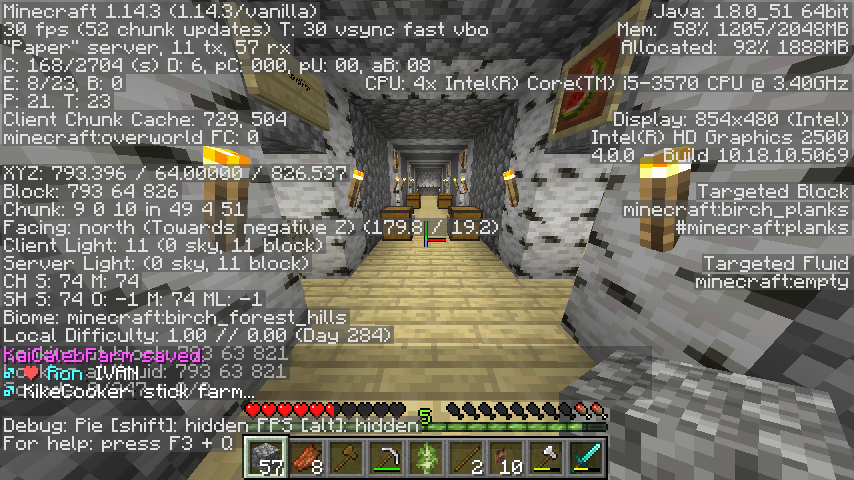 Minecraft 1.14.3 (1.14.3/vanilla)
30 fps (52 chunk updates) T: 30 vsync fast vbo
"Paper" server, 11 tx, 57 rx
C: 168/2704 (s) D: 6, pC: 000, pU: 00, aB: 08
E: 8/23, B: 0
P: 21. T: 23
Client Chunk Cache: 729, 504
minecraft:overworld FC: 0
XYZ: 793.396 / 64.00000 / 826.537
Block: 793 64 826
Chunk: 9 0 10 in 49 4 51
Facing: north (Towards negative Z) (179.8 / 19.2)
Client Light: 11 (0 sky, 11 block)
Server Light: (0 sky, 11 block)
CH S: 74 M: 74
SH S: 74 O: -1 M: 74 ML: -1
Biome: minecraft:birch_forest_hills
Local Difficulty: 1.00 // 0.00 (Day 284)
KaiCalebFarm saved.
793 63 821
Ron IVAN
793 63 821
KikeCooker stick farm...
Debug: Pie [shift]: hidden FPS [alt]: hidden
For help: press F3 + Q
Java: 1.8.0_51 64bit
Mem: 58% 1205/2048MB
Allocated: 92% 1888MB
CPU: 4x Intel(R) Core(TM) i5-3570 CPU @ 3.40GHz
Display: 854x480 (Intel)
Intel(R) HD Graphics 2500
4.0.0 - Build 10.18.10.5069
Targeted Block
minecraft:birch_planks
#minecraft:planks
Targeted Fluid
minecraft:empty
5
57 8 2 10